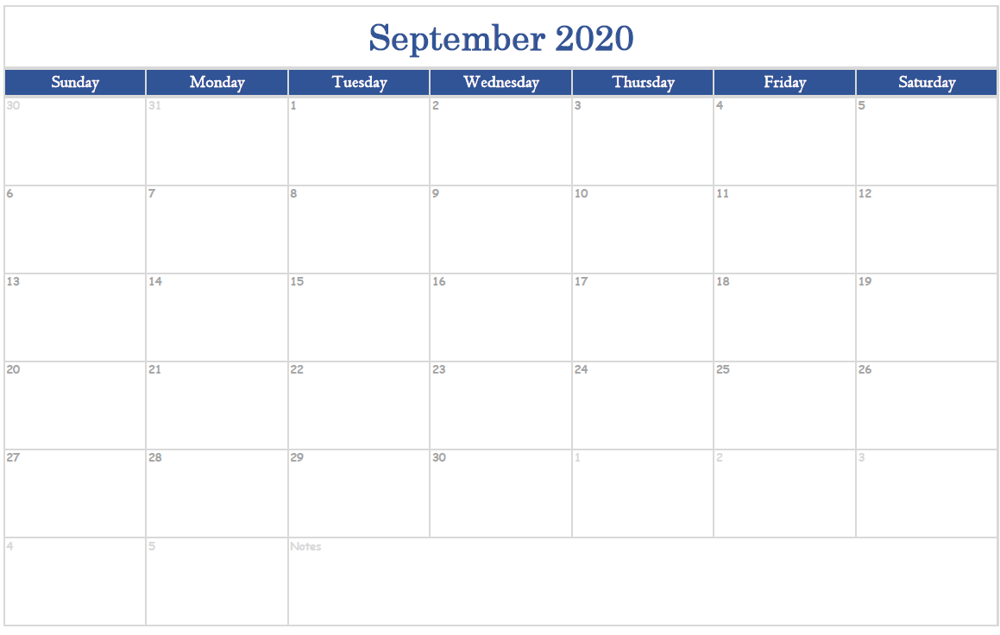 September 2020
Sunday Monday Tuesday Wednesday Thursday Friday Saturday
30 31 1 2 3 4 5
6 7 8 9 10 11 12
13 14 15 16 17 18 19
20 21 22 23 24 25 26
27 28 29 30 1 2 3
4 5 Notes